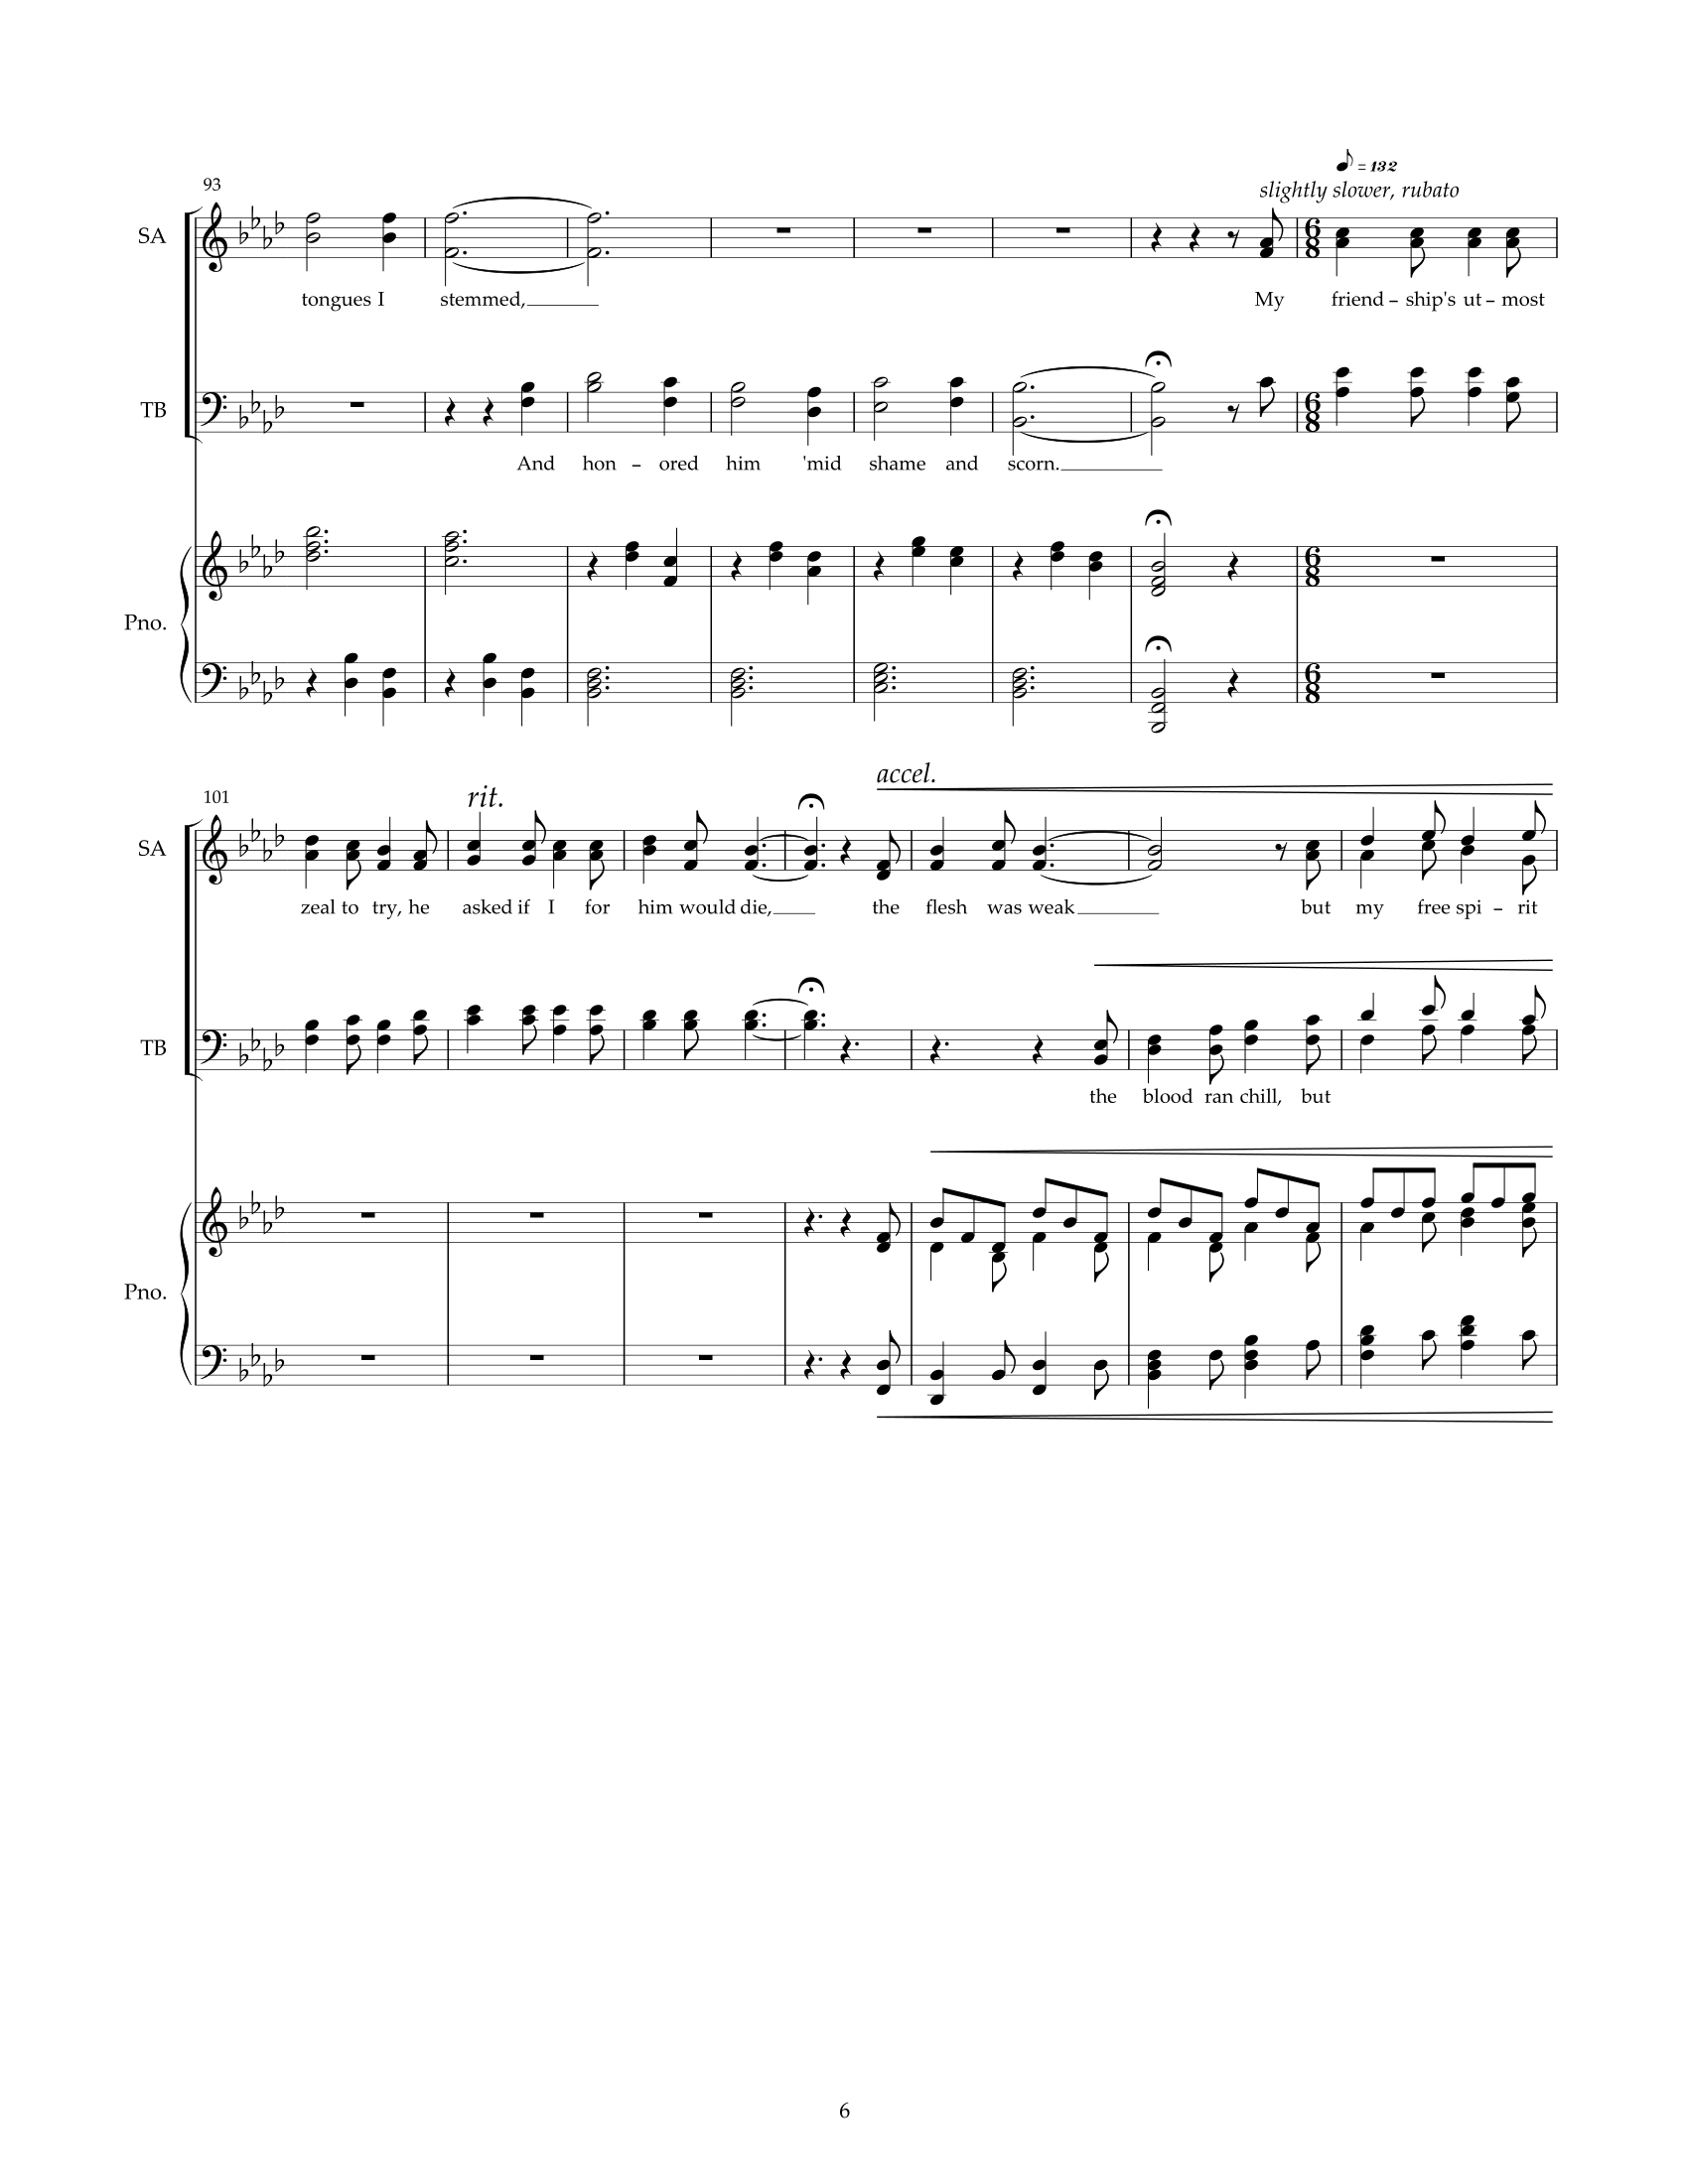 = 132
slightly slower, rubato
93
SA
tongues I stemmed, My friend – ship's ut – most
TB
And hon – ored him 'mid shame and scorn.
Pno.
accel.
101
rit.
SA
zeal to try, he asked if I for him would die, the flesh was weak but my free spi – rit
TB
the blood ran chill, but
Pno.
6